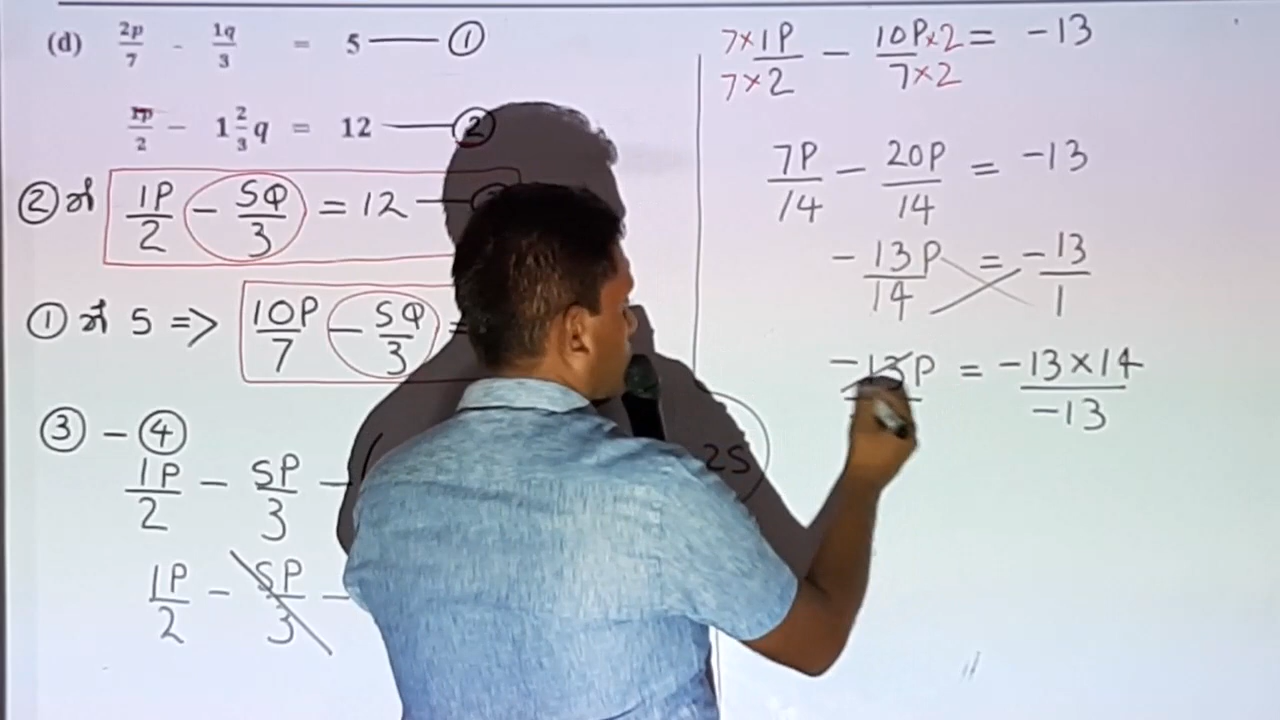 (d) 2p/7 - 1q/3 = 5 — ①
1p/2 - 1 2/3 q = 12 — ②
② න් 1P/2 - 5Q/3 = 12 —
① න් 5 => 10P/7 - 5Q/3 =
③ - ④
1P/2 - 5P/3 -
1P/2 - 5P/3 -
25
7×1P/7×2 - 10P×2/7×2 = -13
7P/14 - 20P/14 = -13
-13P/14 = -13/1
-13P = -13×14/-13